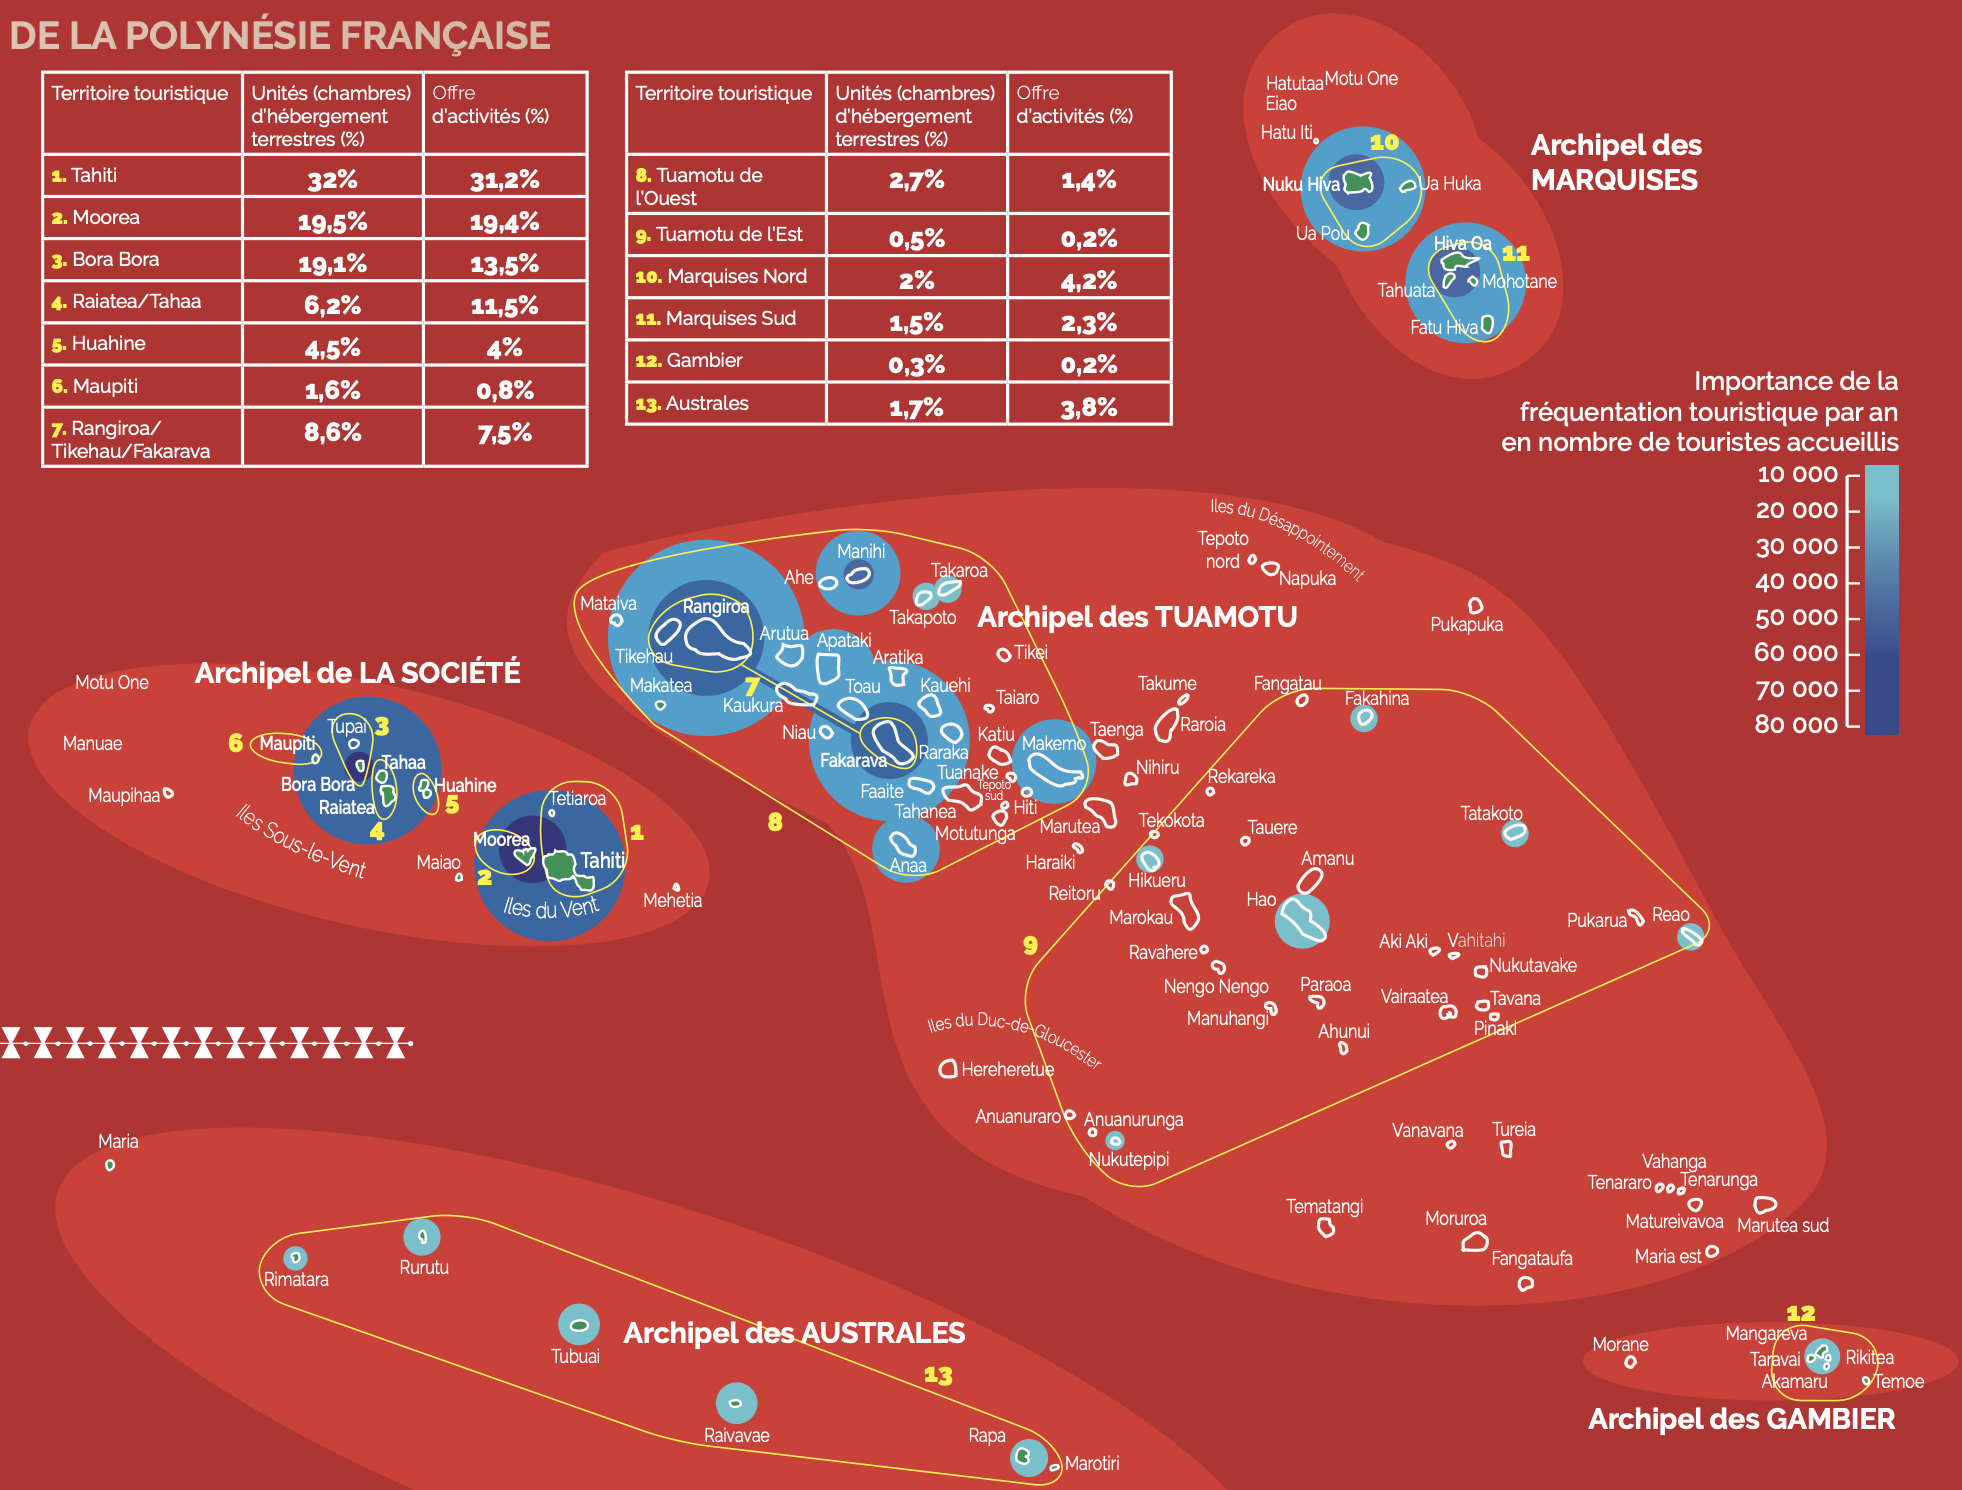 DE LA POLYNÉSIE FRANÇAISE
Territoire touristique
Unités (chambres)
d'hébergement
terrestres (%)
Offre
d'activités (%)
1. Tahiti
32%
31,2%
2. Moorea
19,5%
19,4%
3. Bora Bora
19,1%
13,5%
4. Raiatea/Tahaa
6,2%
11,5%
5. Huahine
4,5%
4%
6. Maupiti
1,6%
0,8%
7. Rangiroa/
Tikehau/Fakarava
8,6%
7,5%
Territoire touristique
Unités (chambres)
d'hébergement
terrestres (%)
Offre
d'activités (%)
8. Tuamotu de
l'Ouest
2,7%
1,4%
9. Tuamotu de l'Est
0,5%
0,2%
10. Marquises Nord
2%
4,2%
11. Marquises Sud
1,5%
2,3%
12. Gambier
0,3%
0,2%
13. Australes
1,7%
3,8%
Motu One
Hatutaa
Eiao
Hatu Iti
10
Nuku Hiva
Ua Huka
Ua Pou
Archipel des
MARQUISES
Hiva Oa
11
Tahuata
Mohotane
Fatu Hiva
Importance de la
fréquentation touristique par an
en nombre de touristes accueillis
10 000
20 000
30 000
40 000
50 000
60 000
70 000
80 000
Archipel des TUAMOTU
Iles du Désappointement
Tepoto
nord
Napuka
Pukapuka
Manihi
Ahe
Takaroa
Takapoto
Mataiva
Rangiroa
Tikehau
Makatea
Arutua
Apataki
Aratika
Tikei
7
Kaukura
Toau
Kauehi
Taiaro
Niau
Fakarava
Raraka
Katiu
Makemo
Taenga
Takume
Raroia
Fangatau
Fakahina
Tuanake
Tepoto
sud
Hiti
Nihiru
Rekareka
Faaite
Tahanea
Motutunga
Marutea
Tekokota
Tauere
Tatakoto
8
Anaa
Haraiki
Hikueru
Amanu
Reitoru
Marokau
Hao
Pukarua
Reao
9
Ravahere
Aki Aki
Vahitahi
Nukutavake
Nengo Nengo
Paraoa
Vairaatea
Tavana
Manuhangi
Pinaki
Ahunui
Iles du Duc-de-Gloucester
Hereheretue
Anuanuraro
Anuanurunga
Nukutepipi
Vanavana
Tureia
Vahanga
Tenararo
Tenarunga
Tematangi
Moruroa
Matureivavoa
Marutea sud
Fangataufa
Maria est
Archipel de LA SOCIÉTÉ
Motu One
Manuae
Maupihaa
6
Maupiti
Tupai
3
Bora Bora
Tahaa
Raiatea
Huahine
5
4
Iles Sous-le-Vent
Tetiaroa
1
Moorea
2
Tahiti
Maiao
Iles du Vent
Mehetia
Maria
Rimatara
Rurutu
Tubuai
Archipel des AUSTRALES
13
Raivavae
Rapa
Marotiri
12
Mangareva
Morane
Taravai
Rikitea
Akamaru
Temoe
Archipel des GAMBIER